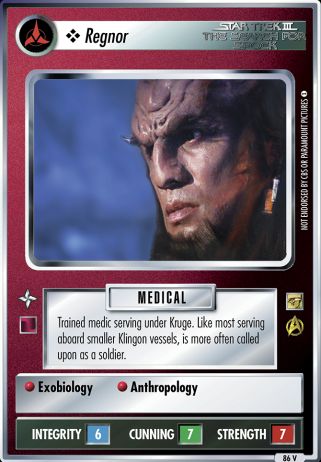 ❖ Regnor
STAR TREK III
THE SEARCH FOR
SPOCK
NOT ENDORSED BY CBS OR PARAMOUNT PICTURES
MEDICAL
Trained medic serving under Kruge. Like most serving
aboard smaller Klingon vessels, is more often called
upon as a soldier.
Exobiology
Anthropology
INTEGRITY 6 CUNNING 7 STRENGTH 7
86 V